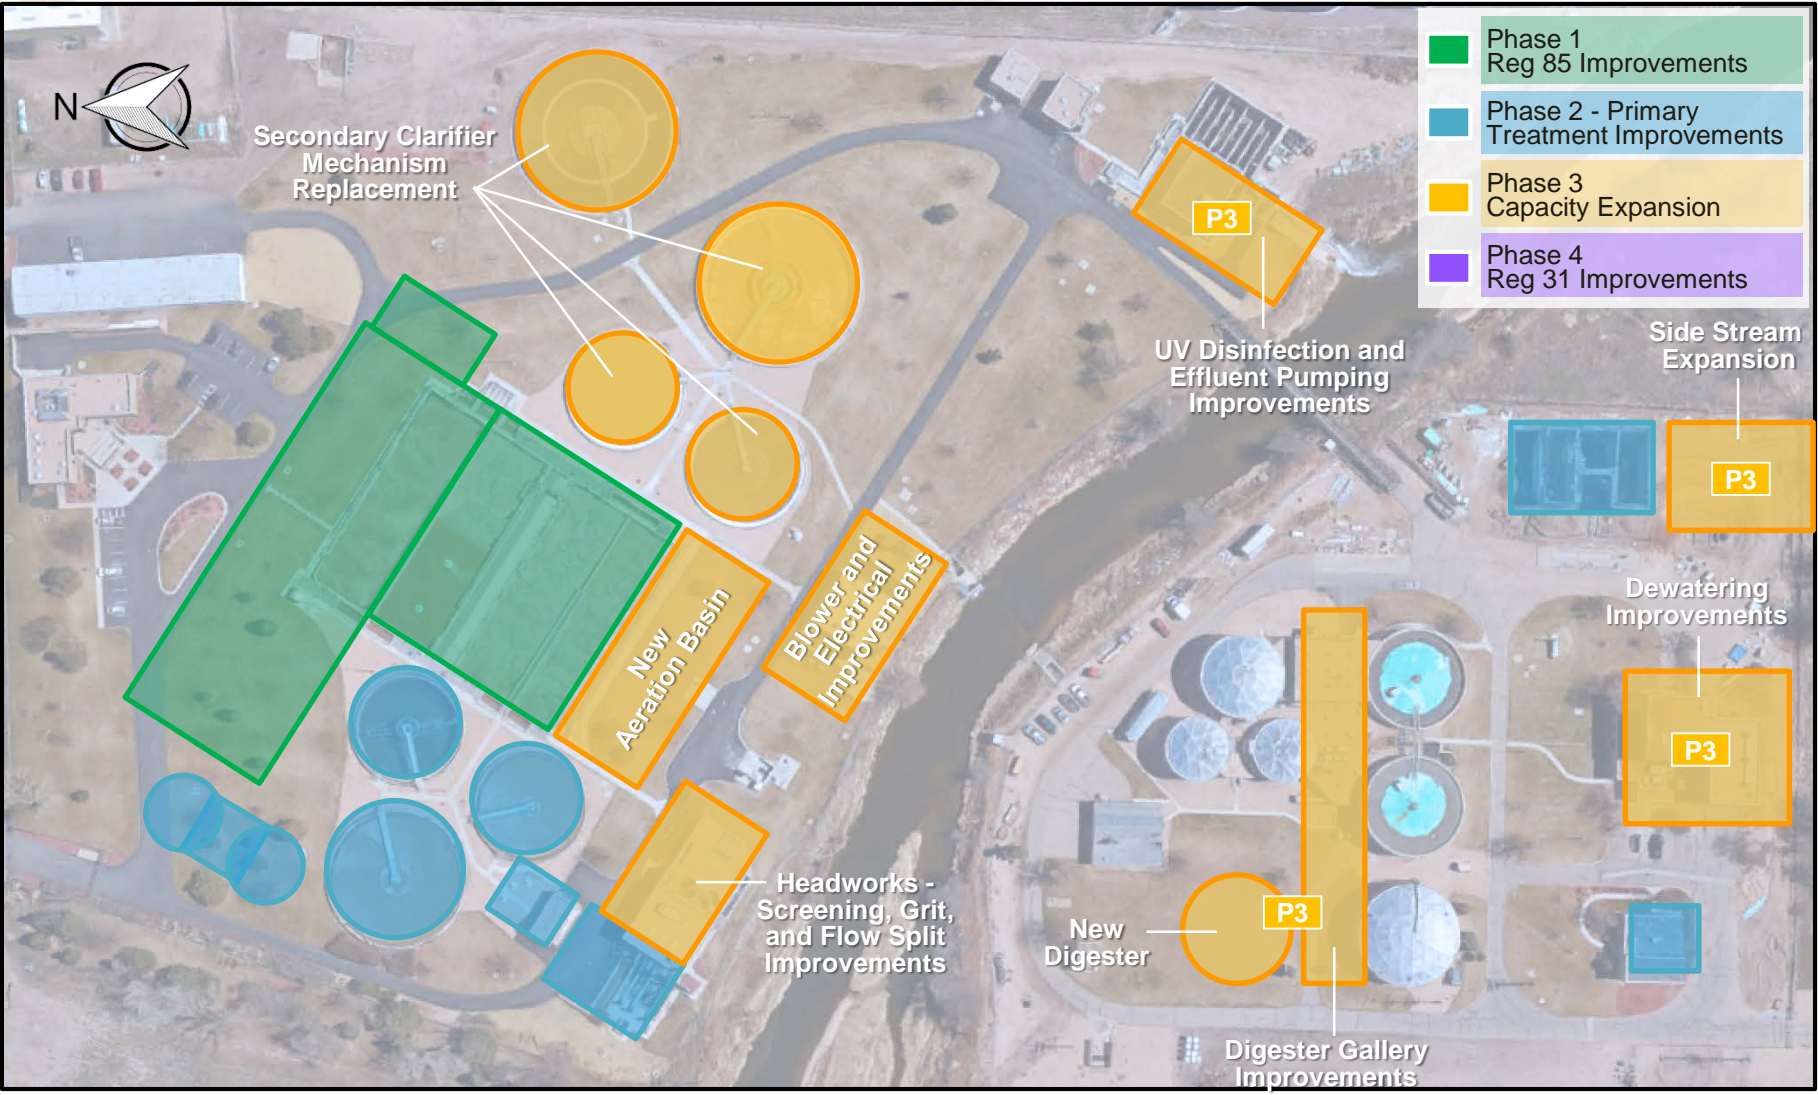 Phase 1
Reg 85 Improvements
Phase 2 - Primary
Treatment Improvements
Phase 3
Capacity Expansion
Phase 4
Reg 31 Improvements
N
Secondary Clarifier
Mechanism
Replacement
P3
UV Disinfection and
Effluent Pumping
Improvements
Side Stream
Expansion
P3
Blower and
Electrical
Improvements
New
Aeration Basin
Dewatering
Improvements
P3
Headworks -
Screening, Grit,
and Flow Split
Improvements
New
Digester
P3
Digester Gallery
Improvements